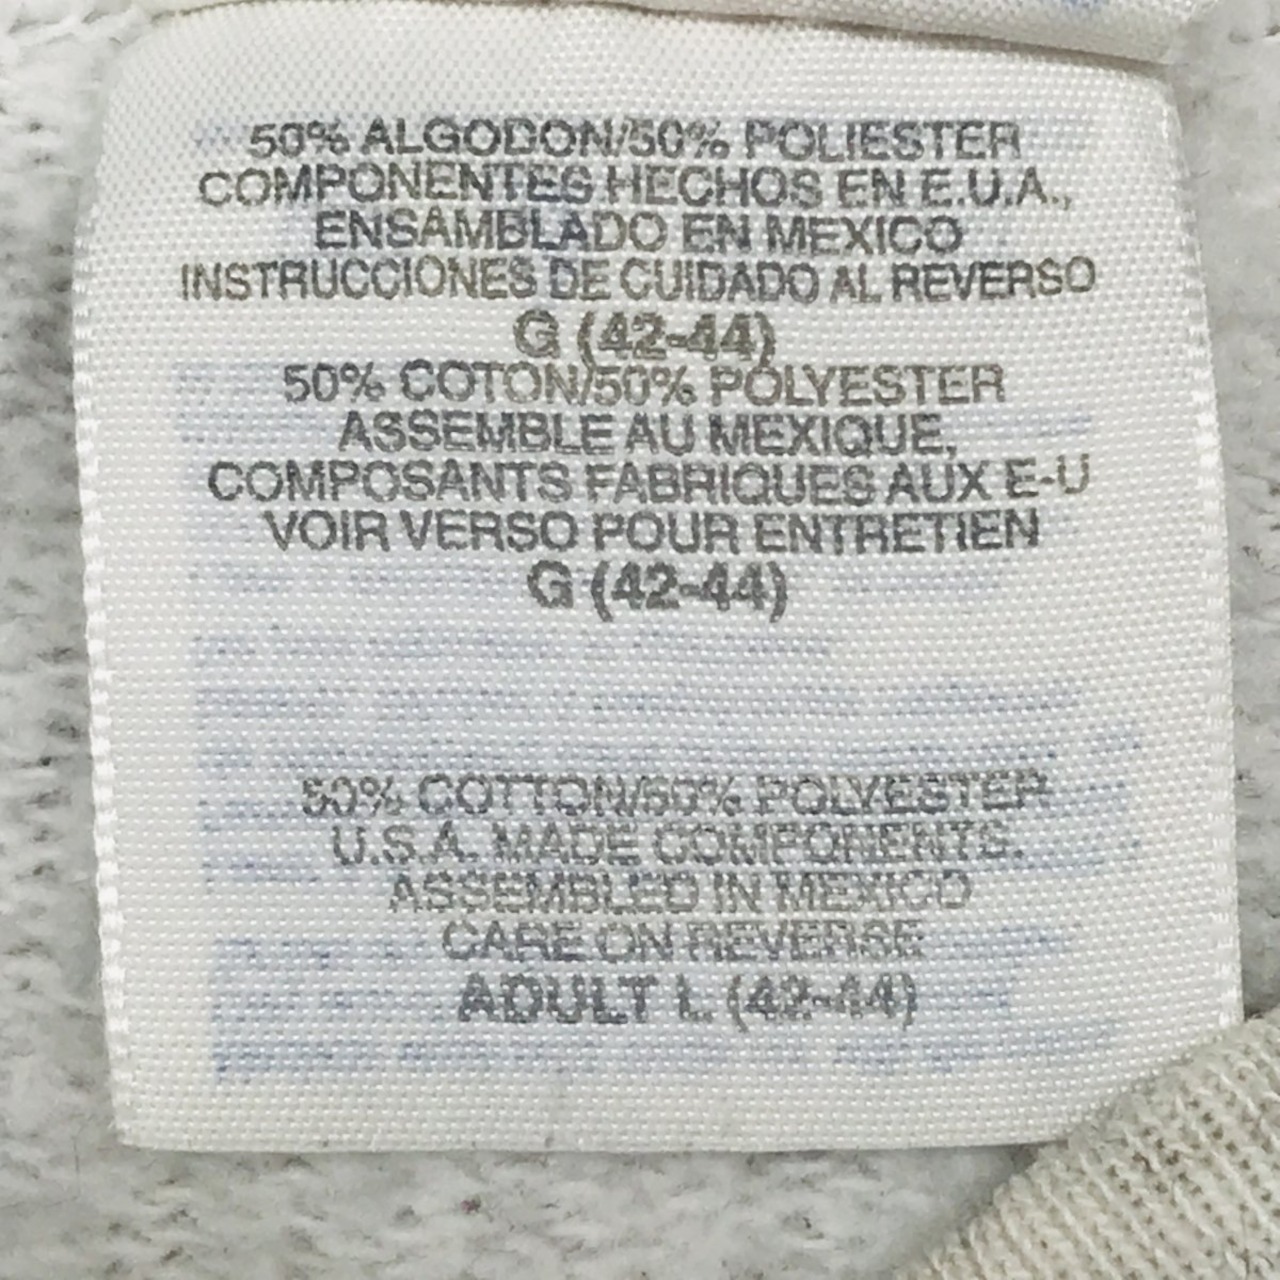 50% ALGODON/50% POLIESTER
COMPONENTES HECHOS EN E.U.A.,
ENSAMBLADO EN MEXICO
INSTRUCCIONES DE CUIDADO AL REVERSO
G (42-44)
50% COTON/50% POLYESTER
ASSEMBLE AU MEXIQUE,
COMPOSANTS FABRIQUES AUX E-U
VOIR VERSO POUR ENTRETIEN
G (42-44)
50% COTTON/50% POLYESTER
U.S.A. MADE COMPONENTS.
ASSEMBLED IN MEXICO
CARE ON REVERSE
ADULT L (42-44)